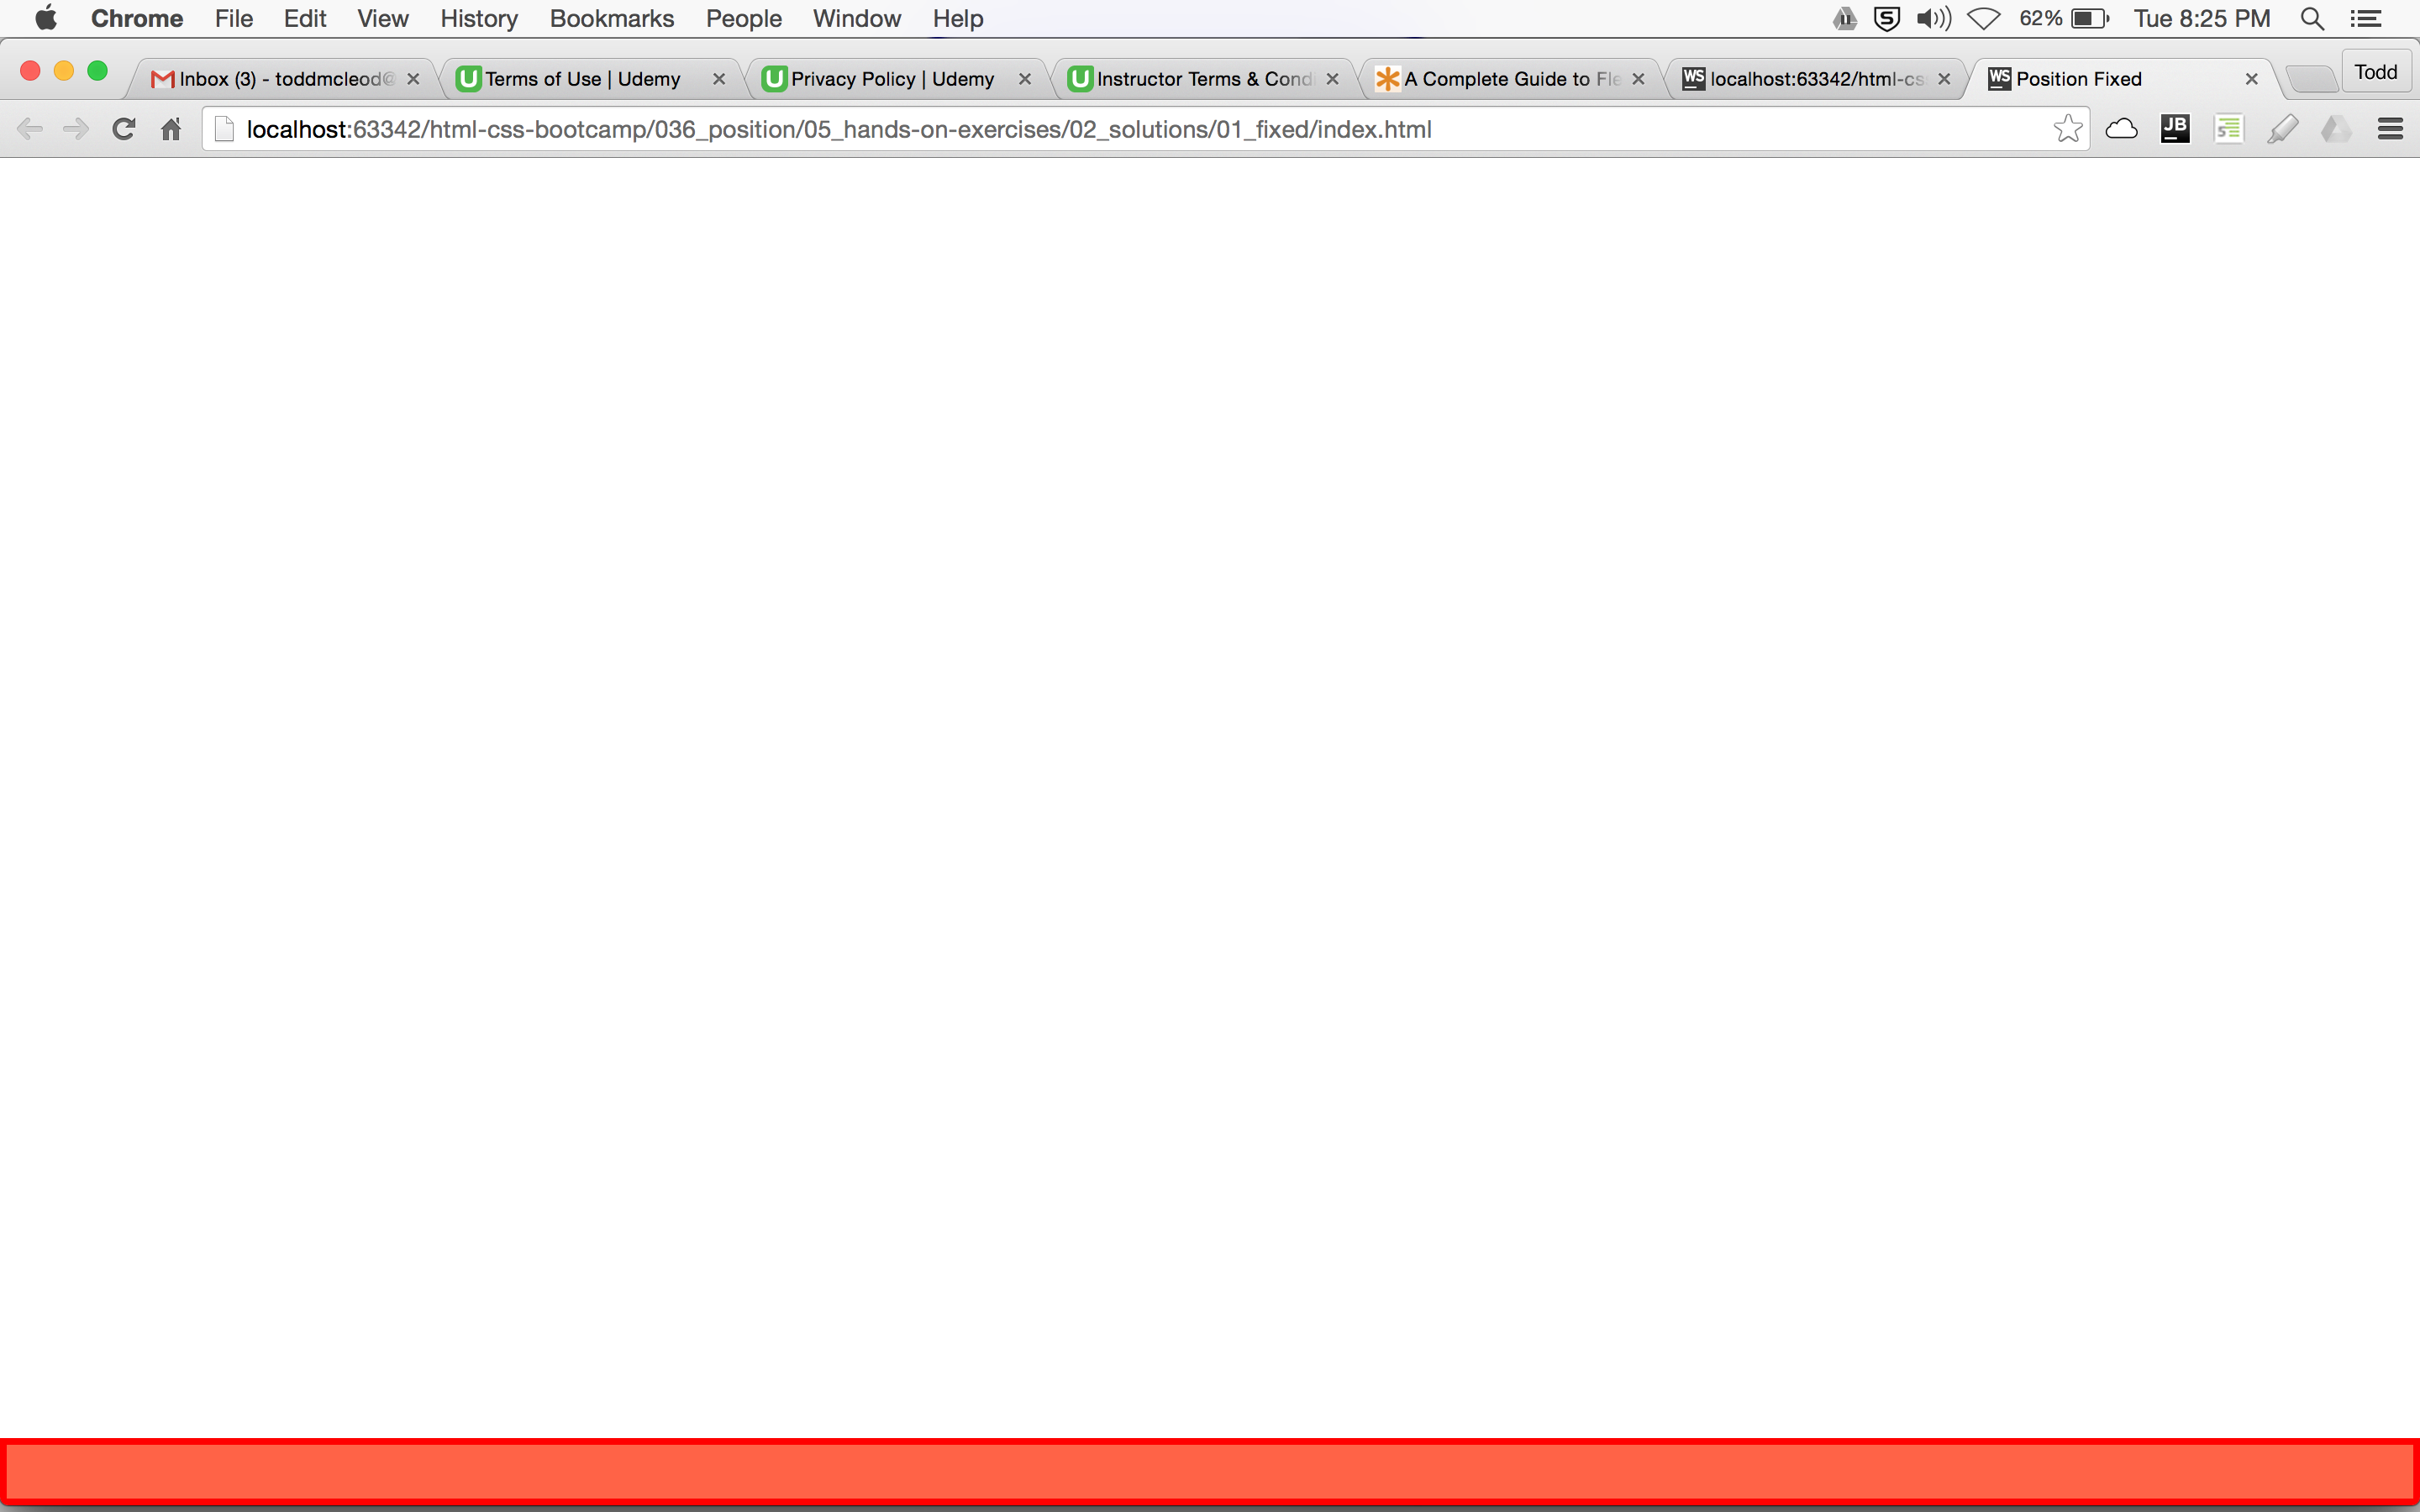 Chrome File Edit View History Bookmarks People Window Help 62% Tue 8:25 PM
Inbox (3) - toddmcleod@ Terms of Use | Udemy Privacy Policy | Udemy Instructor Terms & Cond A Complete Guide to Fle localhost:63342/html-cs Position Fixed Todd
localhost:63342/html-css-bootcamp/036_position/05_hands-on-exercises/02_solutions/01_fixed/index.html